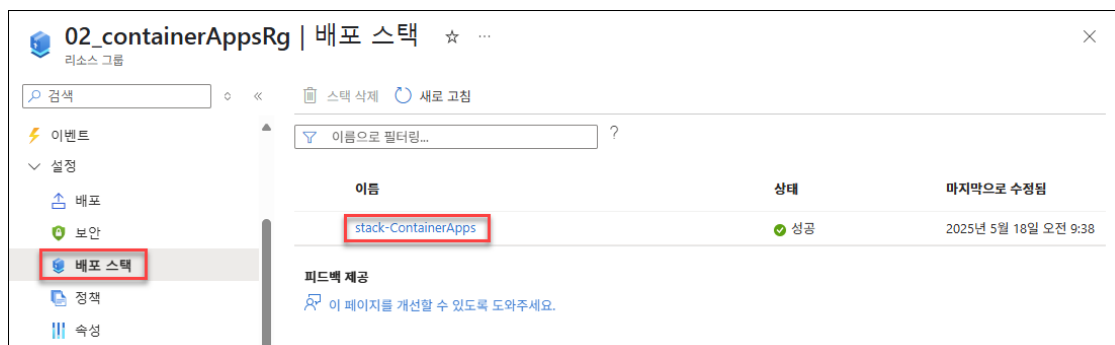 02_containerAppsRg | 배포 스택
리소스 그룹
검색
스택 삭제 새로 고침
이벤트
설정
배포
보안
배포 스택
정책
속성
이름으로 필터링...
이름 상태 마지막으로 수정됨
stack-ContainerApps 성공 2025년 5월 18일 오전 9:38
피드백 제공
이 페이지를 개선할 수 있도록 도와주세요.